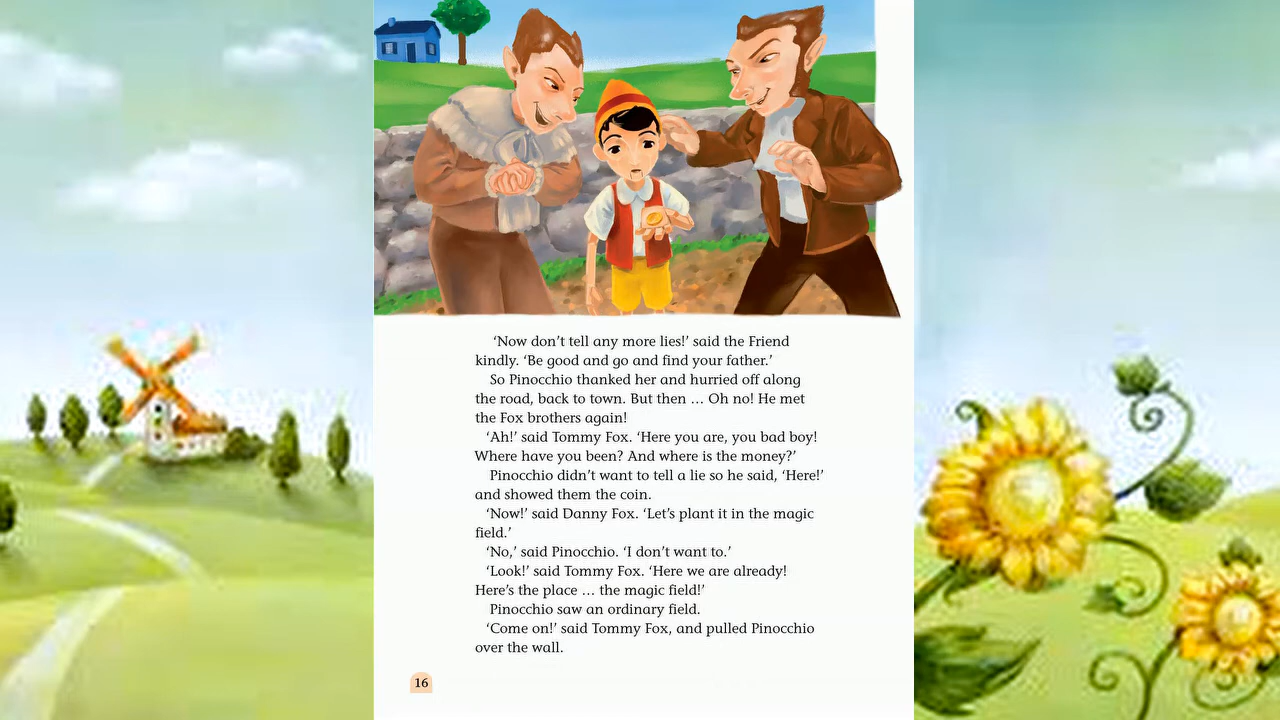 ‘Now don’t tell any more lies!’ said the Friend
kindly. ‘Be good and go and find your father.’
So Pinocchio thanked her and hurried off along
the road, back to town. But then … Oh no! He met
the Fox brothers again!
‘Ah!’ said Tommy Fox. ‘Here you are, you bad boy!
Where have you been? And where is the money?’
Pinocchio didn’t want to tell a lie so he said, ‘Here!’
and showed them the coin.
‘Now!’ said Danny Fox. ‘Let’s plant it in the magic
field.’
‘No,’ said Pinocchio. ‘I don’t want to.’
‘Look!’ said Tommy Fox. ‘Here we are already!
Here’s the place … the magic field!’
Pinocchio saw an ordinary field.
‘Come on!’ said Tommy Fox, and pulled Pinocchio
over the wall.
16